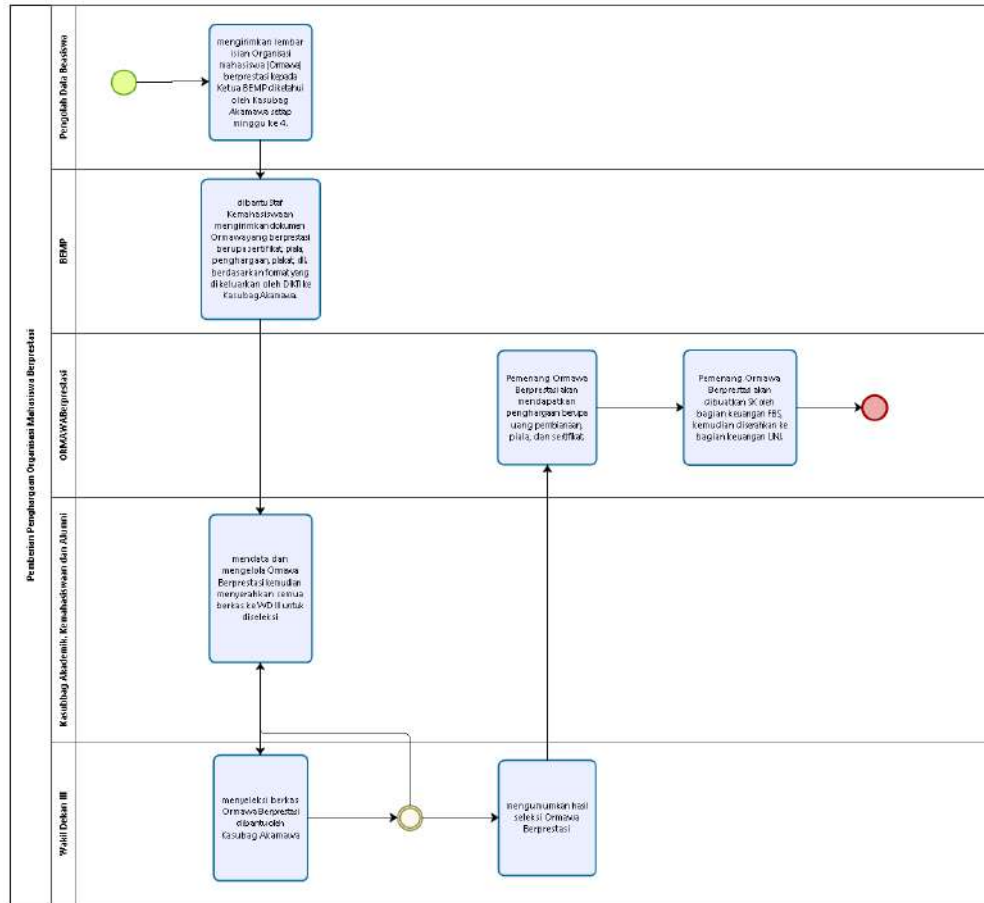 Pemberian Penghargaan Organisasi Mahasiswa Berprestasi
Pengolah Data Beasiswa
mengirimkan lembar
isian Organisasi
mahasiswa (Ormawa)
berprestasi kepada
Ketua BEMP diketahui
oleh Kasubag
Akamawa setiap
minggu ke 4.
BEMP
dibantu Staf
Kemahasiswaan
mengirimkan dokumen
Ormawa yang berprestasi
berupa sertifikat, piala,
penghargaan, plakat, dll.
berdasarkan format yang
dikeluarkan oleh DIKTI ke
Kasubag Akamawa.
ORMAWA Berprestasi
Pemenang Ormawa
Berprestasi akan
mendapatkan
penghargaan berupa
uang pembinaan,
piala, dan sertifikat.
Pemenang Ormawa
Berprestasi akan
dibuatkan SK oleh
bagian keuangan FBS,
kemudian diserahkan ke
bagian keuangan UNJ.
Kasubbag Akademik, Kemahasiswaan dan Alumni
mendata dan
mengelola Ormawa
Berprestasi kemudian
menyerahkan semua
berkas ke WD III untuk
diseleksi
Wakil Dekan III
menyeleksi berkas
Ormawa Berprestasi
dibantu oleh
Kasubag Akamawa
mengumumkan hasil
seleksi Ormawa
Berprestasi